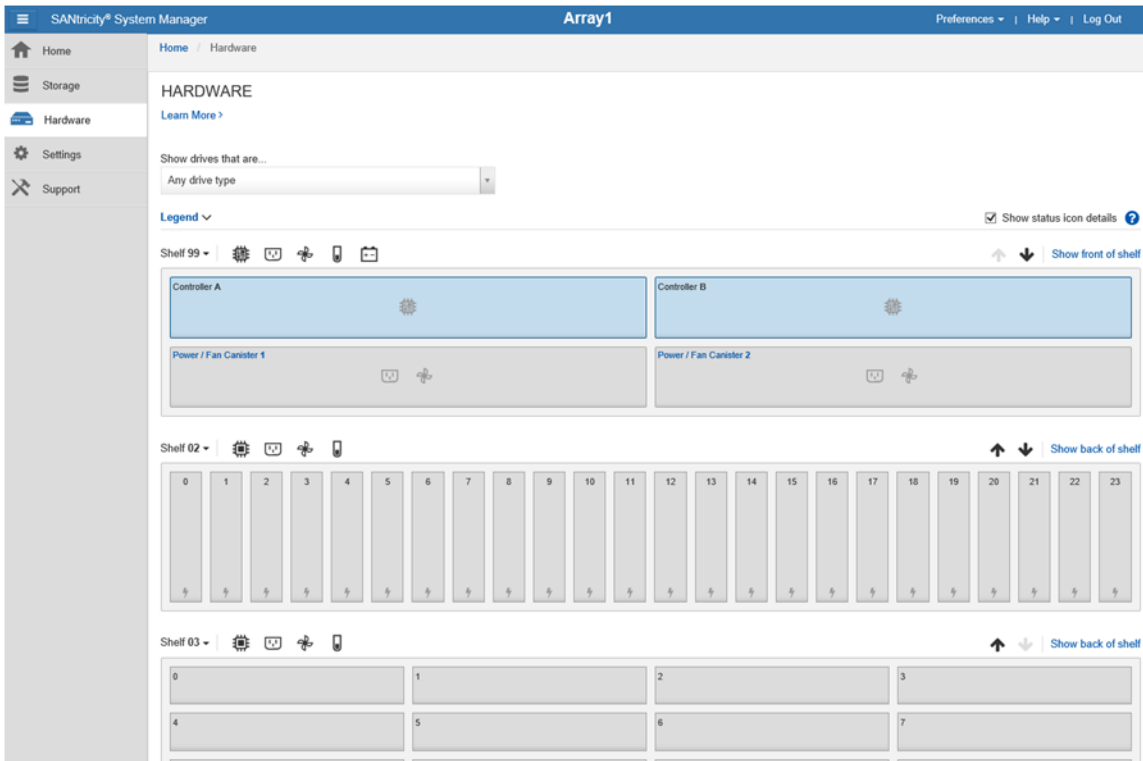 SANtricity® System Manager Array1 Preferences | Help | Log Out
Home
Storage
Hardware
Settings
Support
Home / Hardware
HARDWARE
Learn More >
Show drives that are...
Any drive type
Legend
Show status icon details ?
Shelf 99 Show front of shelf
Controller A Controller B
Power / Fan Canister 1 Power / Fan Canister 2
Shelf 02 Show back of shelf
0 1 2 3 4 5 6 7 8 9 10 11 12 13 14 15 16 17 18 19 20 21 22 23
Shelf 03 Show back of shelf
0 1 2 3
4 5 6 7